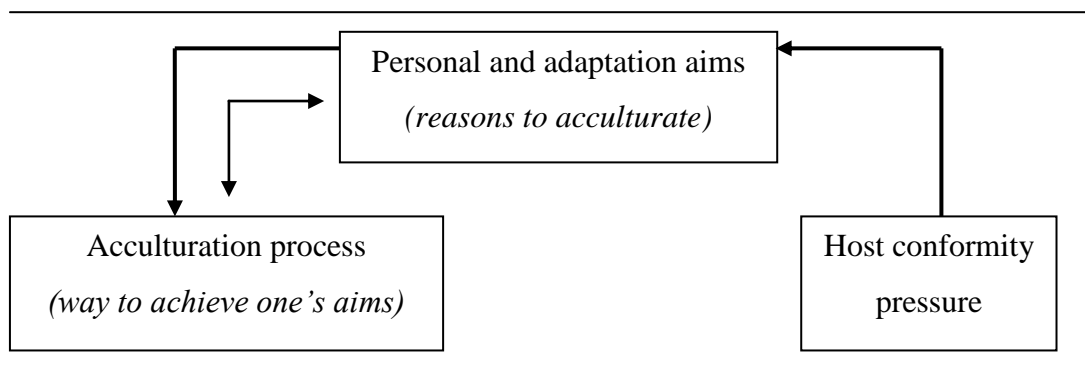 Personal and adaptation aims
(reasons to acculturate)
Acculturation process
(way to achieve one’s aims)
Host conformity
pressure